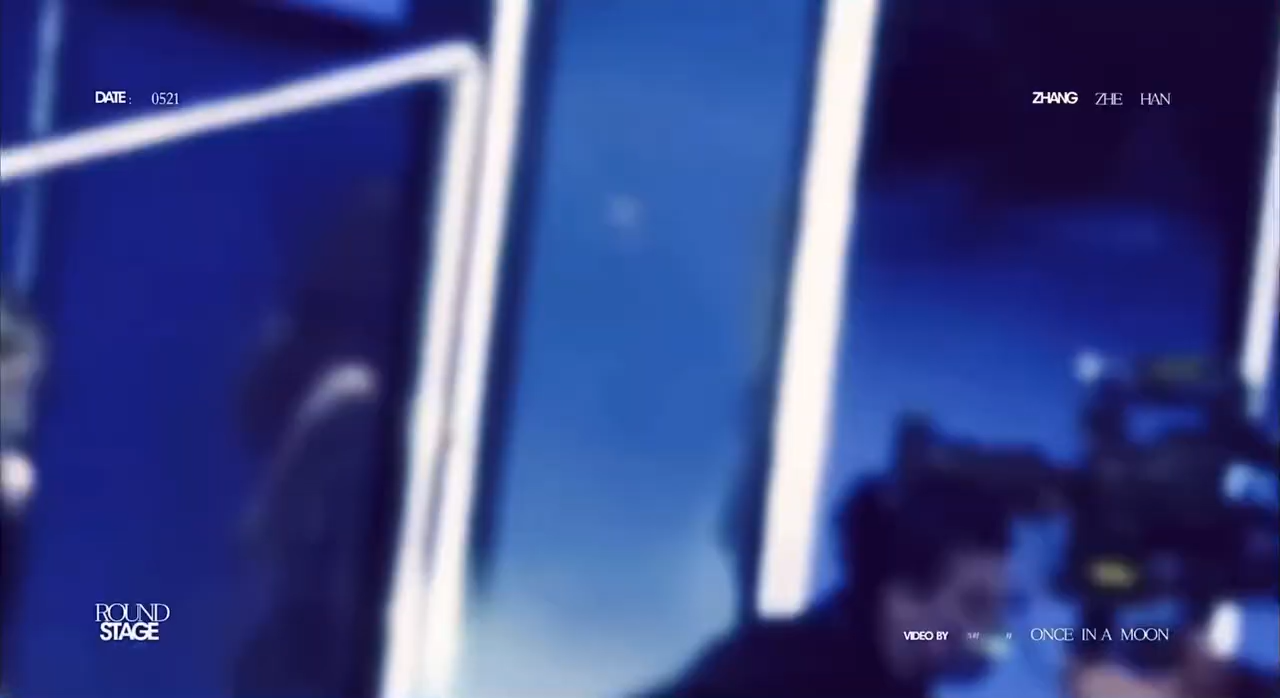 DATE : 0521
ZHANG ZHE HAN
ROUND
STAGE
VIDEO BY ONCE IN A MOON